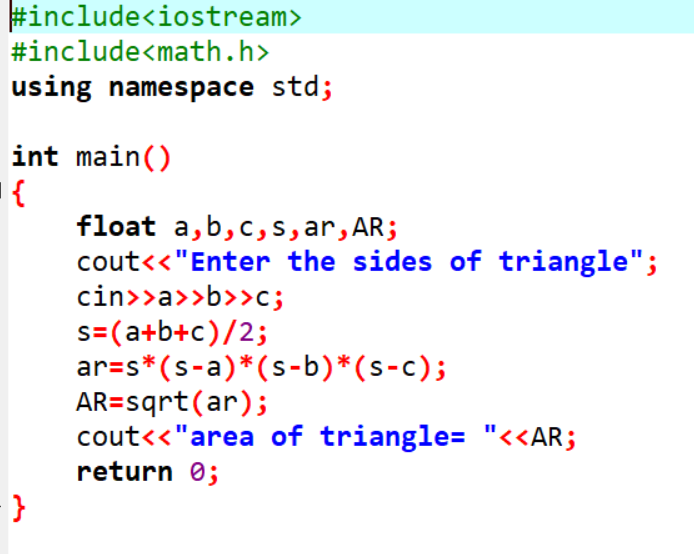 #include<iostream>
#include<math.h>
using namespace std;
int main()
{
float a,b,c,s,ar,AR;
cout<<"Enter the sides of triangle";
cin>>a>>b>>c;
s=(a+b+c)/2;
ar=s*(s-a)*(s-b)*(s-c);
AR=sqrt(ar);
cout<<"area of triangle= "<<AR;
return 0;
}